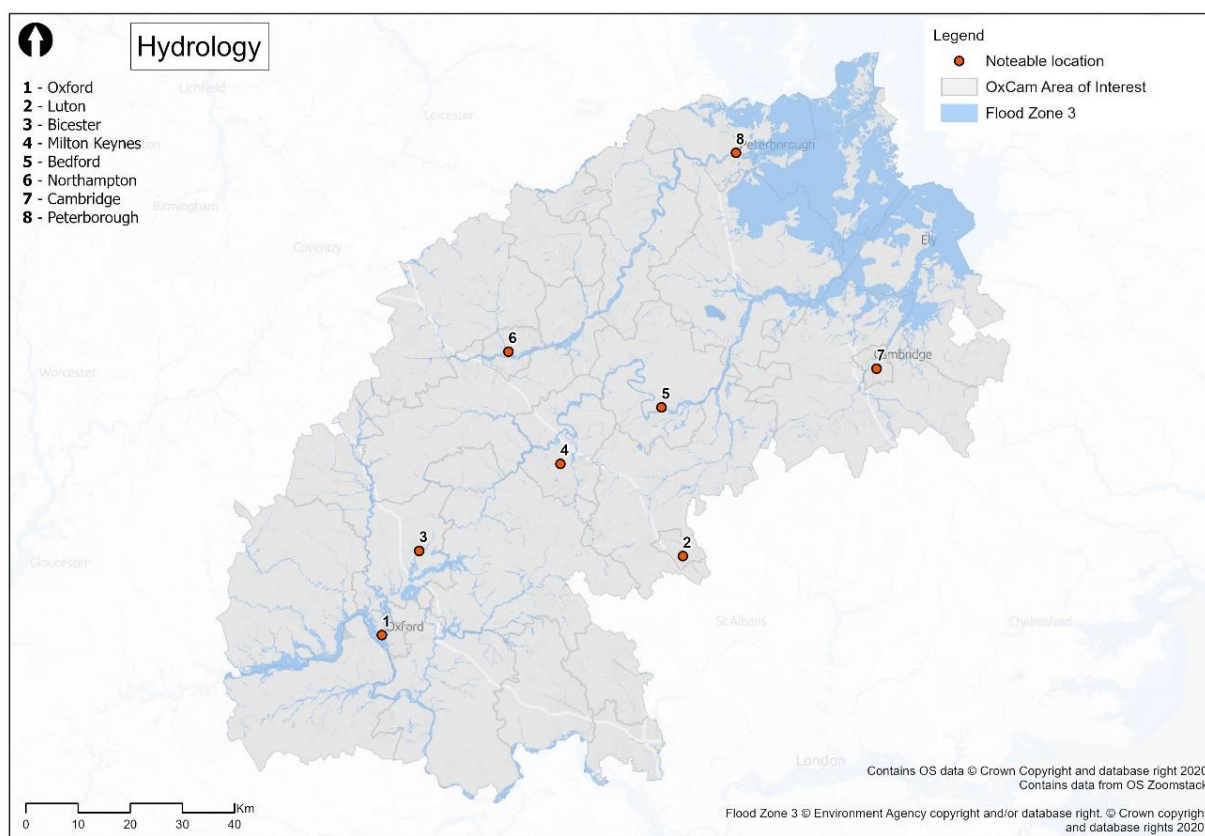 Hydrology
1 - Oxford
2 - Luton
3 - Bicester
4 - Milton Keynes
5 - Bedford
6 - Northampton
7 - Cambridge
8 - Peterborough
Legend
Noteable location
OxCam Area of Interest
Flood Zone 3
Lichfield
Leicester
Birmingham
Coventry
Worcester
Gloucester
8
Peterborough
Ely
6
7
Cambridge
5
4
3
2
1
Oxford
St Albans
Chelmsford
London
0 10 20 40
Km
Contains OS data © Crown Copyright and database right 2020
Contains data from OS Zoomstack
Flood Zone 3 © Environment Agency copyright and/or database right. © Crown copyright
and database rights 2020